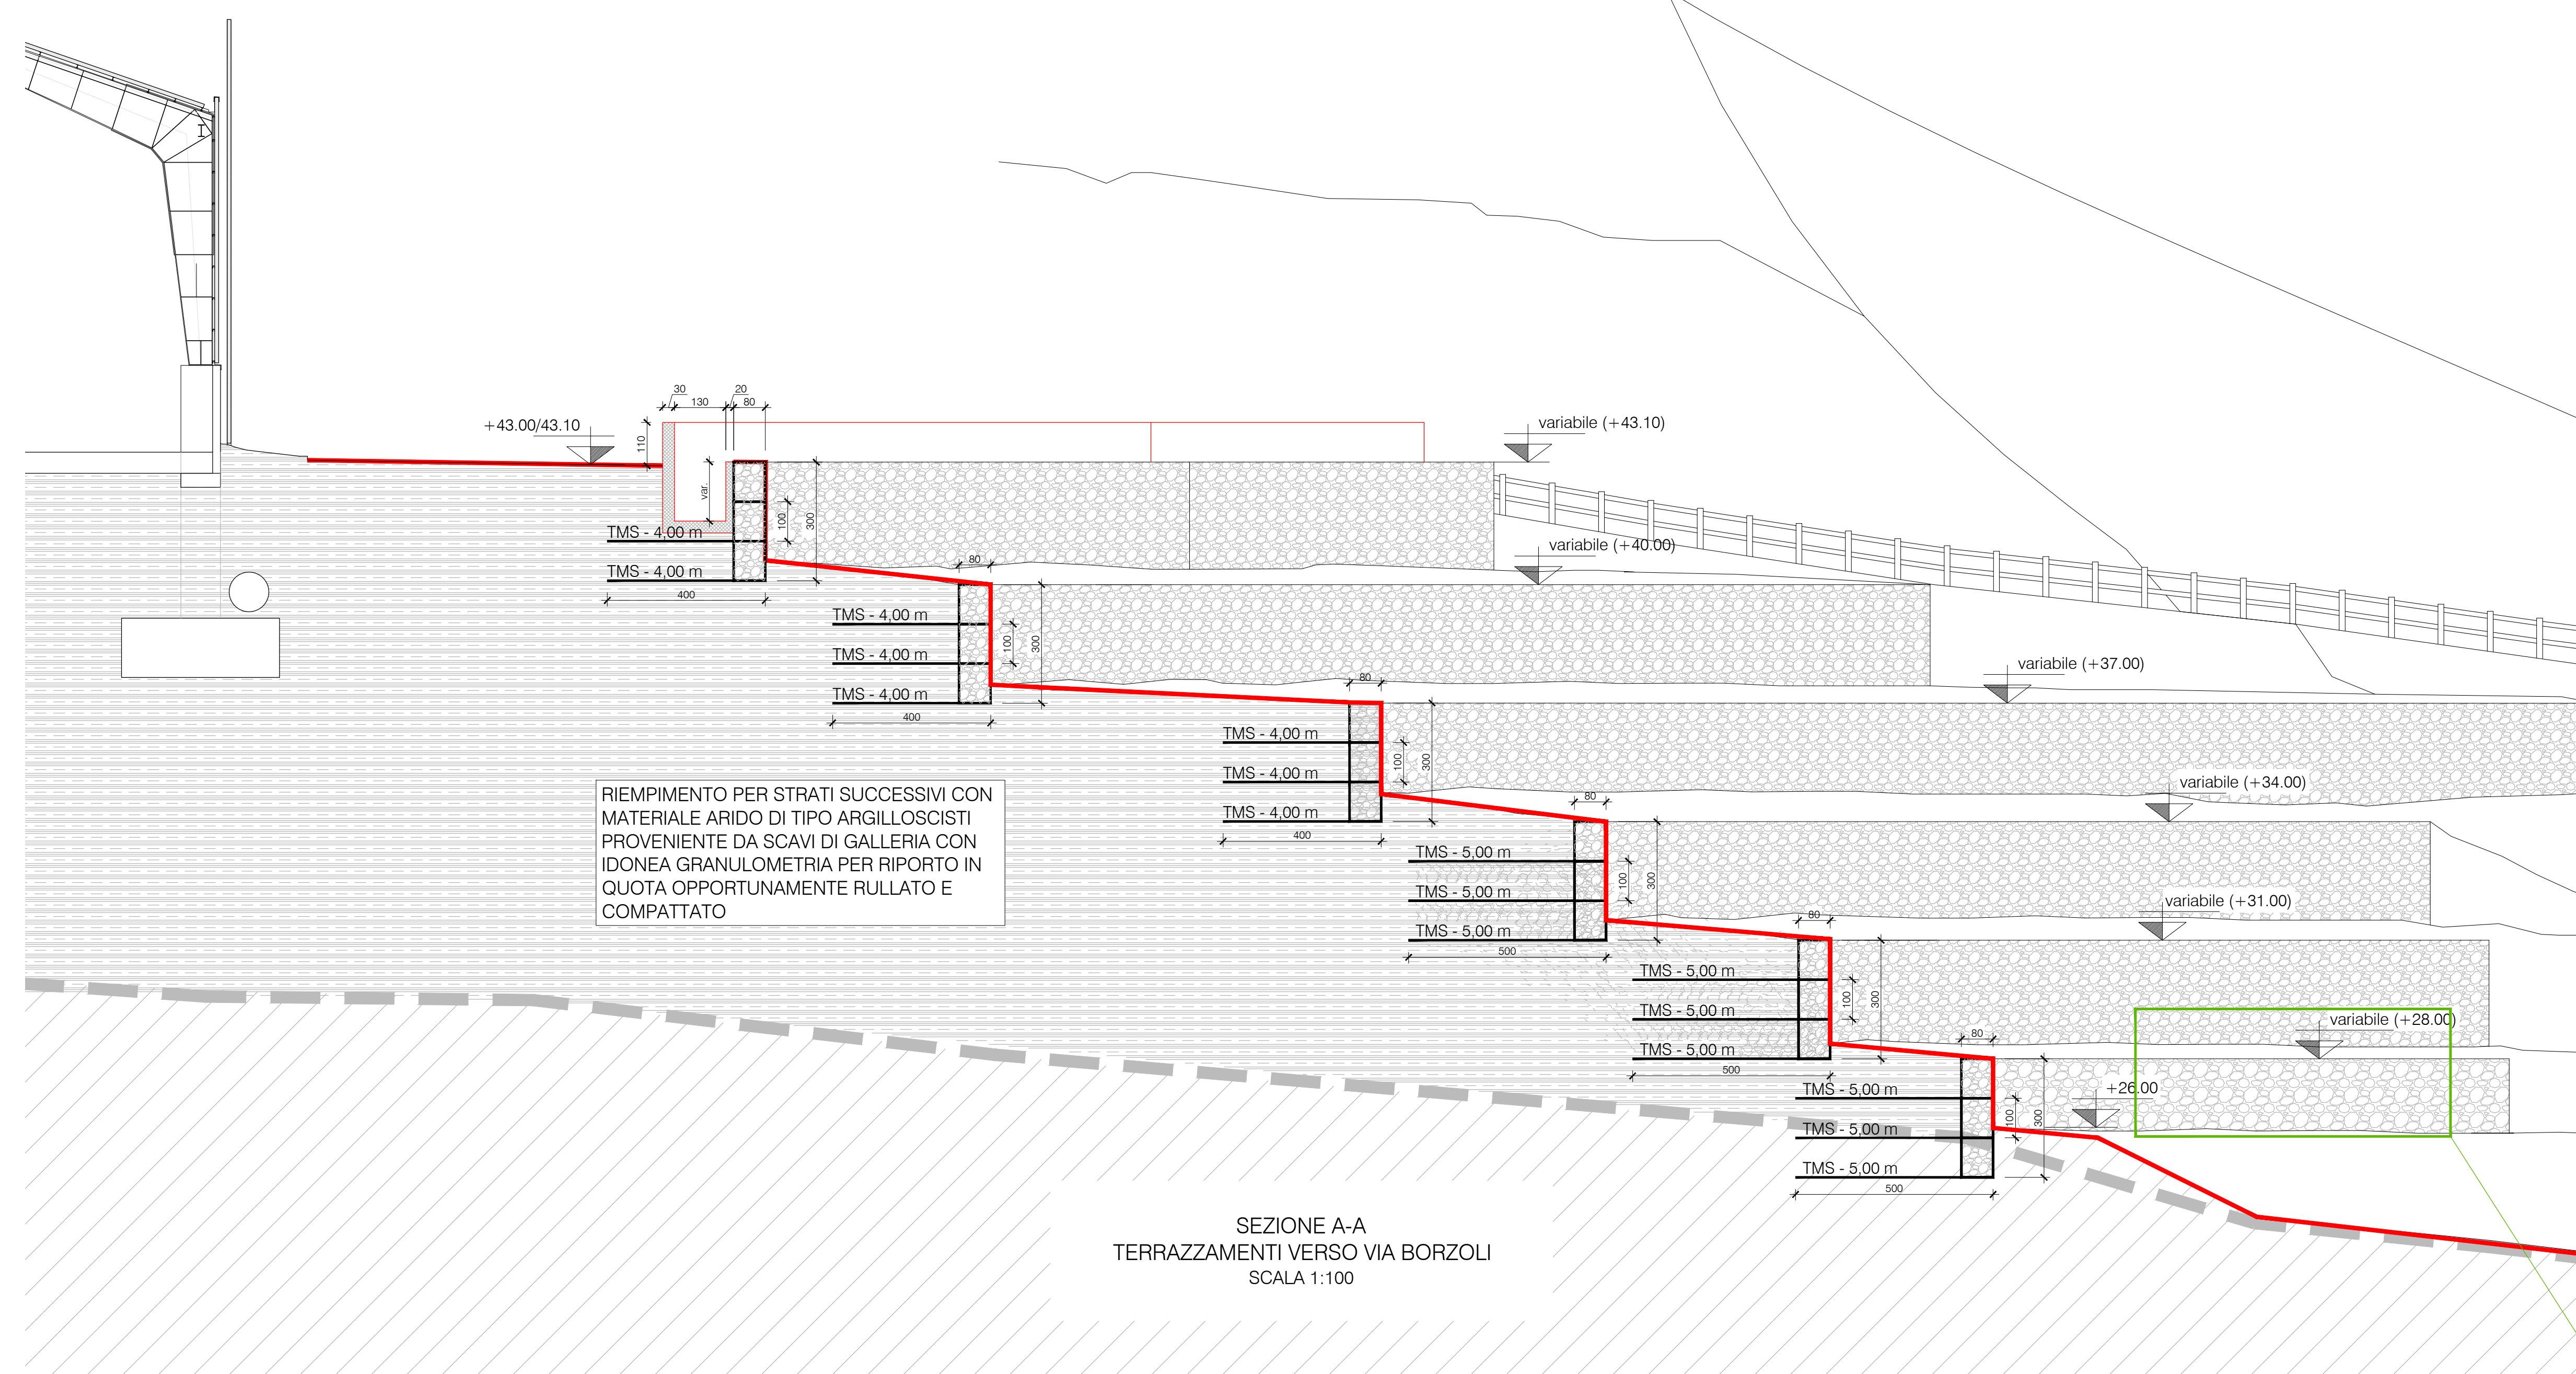 30
20
130
80
+43.00/43.10
110
variabile (+43.10)
var.
100
300
TMS - 4,00 m
TMS - 4,00 m
400
variabile (+40.00)
80
TMS - 4,00 m
TMS - 4,00 m
TMS - 4,00 m
100
300
400
variabile (+37.00)
80
TMS - 4,00 m
TMS - 4,00 m
TMS - 4,00 m
100
300
400
variabile (+34.00)
80
RIEMPIMENTO PER STRATI SUCCESSIVI CON
MATERIALE ARIDO DI TIPO ARGILLOSCISTI
PROVENIENTE DA SCAVI DI GALLERIA CON
IDONEA GRANULOMETRIA PER RIPORTO IN
QUOTA OPPORTUNAMENTE RULLATO E
COMPATTATO
TMS - 5,00 m
TMS - 5,00 m
TMS - 5,00 m
100
300
500
variabile (+31.00)
80
TMS - 5,00 m
TMS - 5,00 m
TMS - 5,00 m
100
300
500
variabile (+28.00)
80
+26.00
TMS - 5,00 m
TMS - 5,00 m
TMS - 5,00 m
100
300
500
SEZIONE A-A
TERRAZZAMENTI VERSO VIA BORZOLI
SCALA 1:100